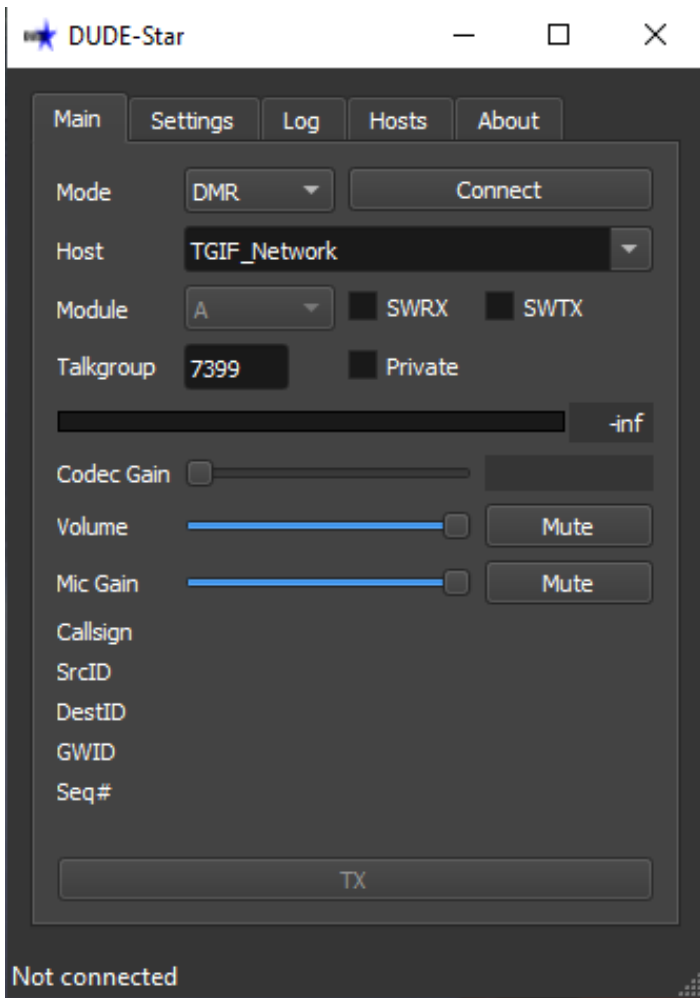 DUDE-Star
Main Settings Log Hosts About
Mode DMR Connect
Host TGIF_Network
Module A SWRX SWTX
Talkgroup 7399 Private
-inf
Codec Gain
Volume Mute
Mic Gain Mute
Callsign
SrcID
DestID
GWID
Seq#
TX
Not connected